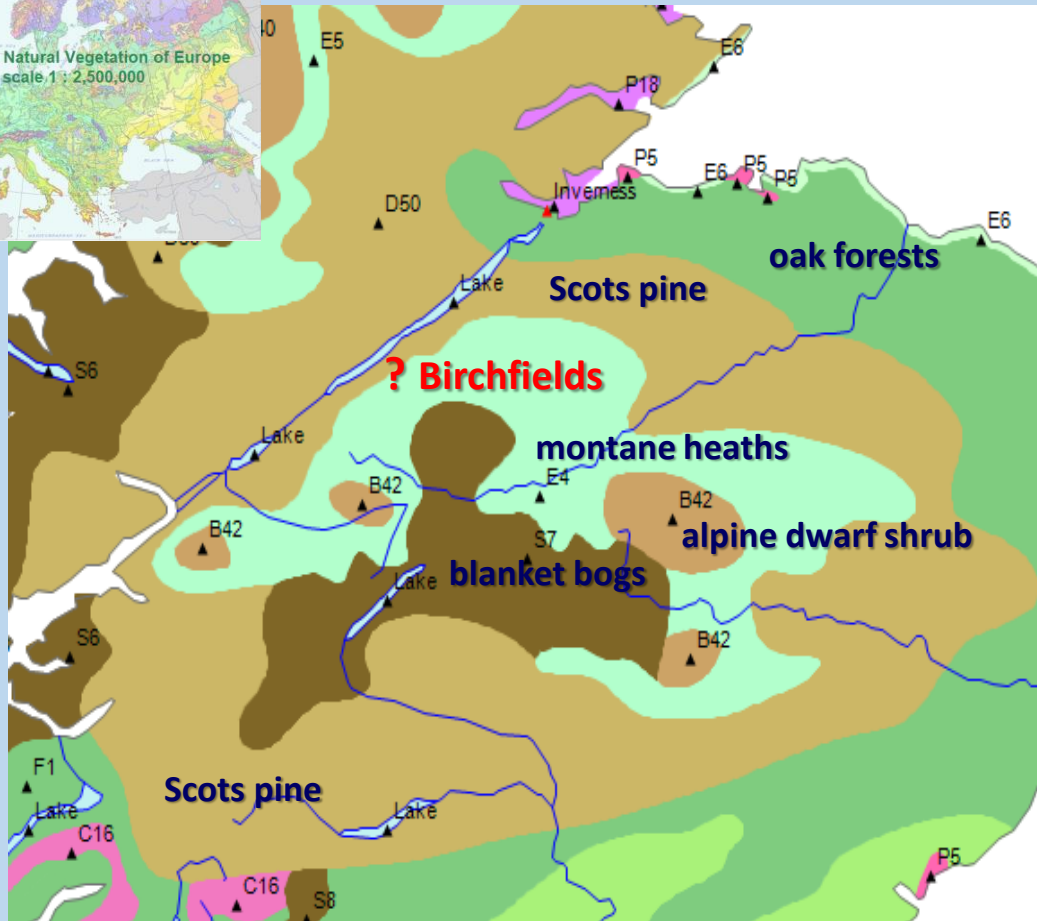 Natural Vegetation of Europe
scale 1 : 2,500,000
40
E5
E6
P18
P5
E6
P5
P5
Inverness
D50
E6
oak forests
Lake
Scots pine
S6
? Birchfields
Lake
montane heaths
B42
E4
B42
B42
S7
alpine dwarf shrub
Lake
blanket bogs
S6
B42
F1
Scots pine
Lake
Lake
C16
P5
C16
S8